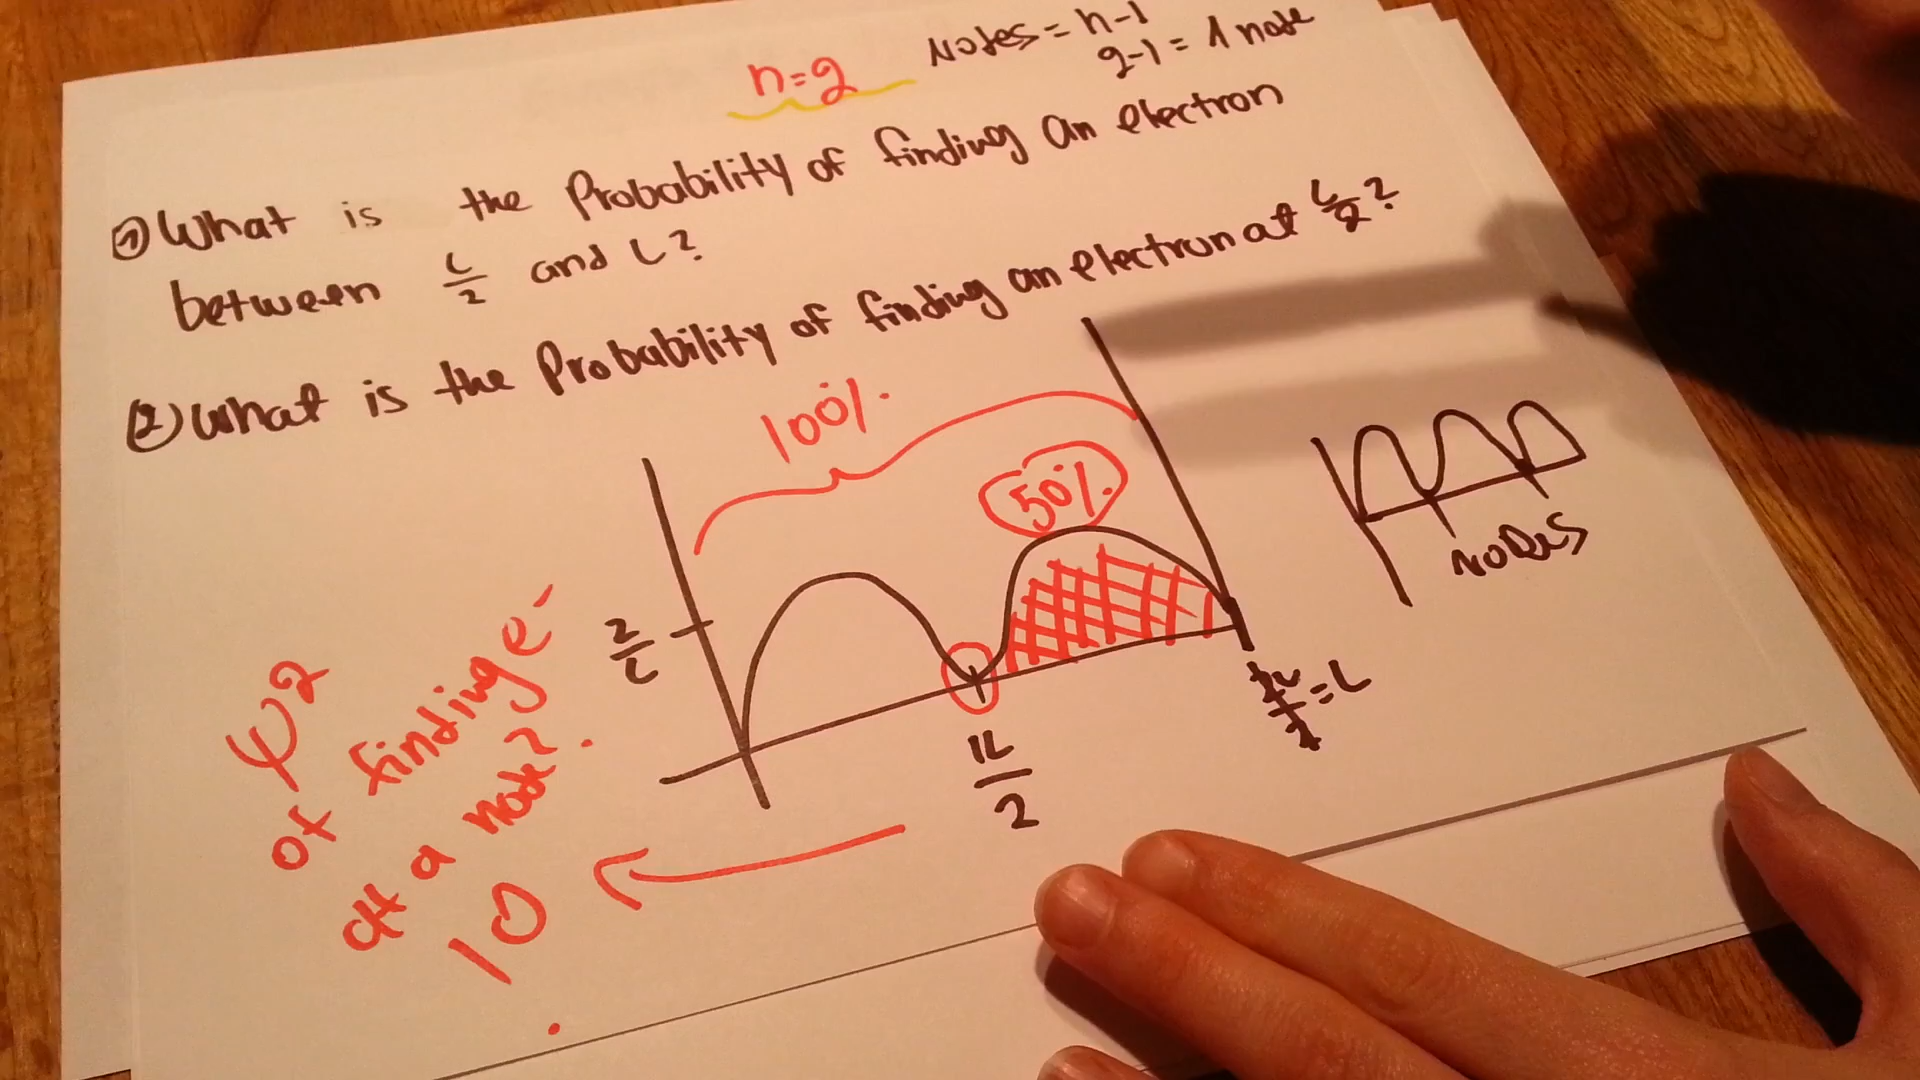 n=2
Nodes = n-1
2-1 = 1 node
① What is the Probability of finding an electron
between L/2 and L?
② What is the Probability of finding an electron at L/2?
100%.
50%.
2/L
1L/2
=L
NODES
ψ2
of finding e-
at a node?
10